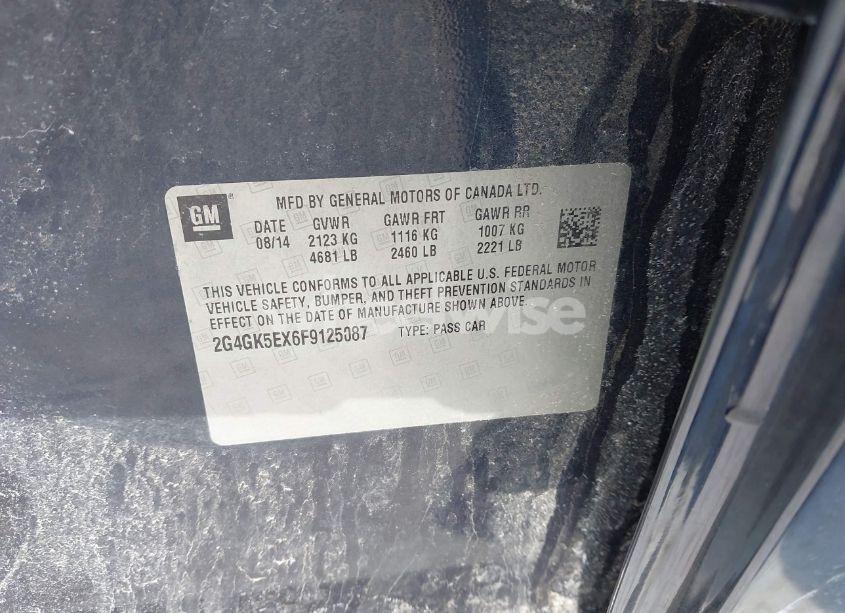 GM
MFD BY GENERAL MOTORS OF CANADA LTD.
DATE GVWR GAWR FRT GAWR RR
08/14 2123 KG 1116 KG 1007 KG
4681 LB 2460 LB 2221 LB
THIS VEHICLE CONFORMS TO ALL APPLICABLE U.S. FEDERAL MOTOR
VEHICLE SAFETY, BUMPER, AND THEFT PREVENTION STANDARDS IN
EFFECT ON THE DATE OF MANUFACTURE SHOWN ABOVE.
2G4GK5EX6F9125087 TYPE: PASS CAR